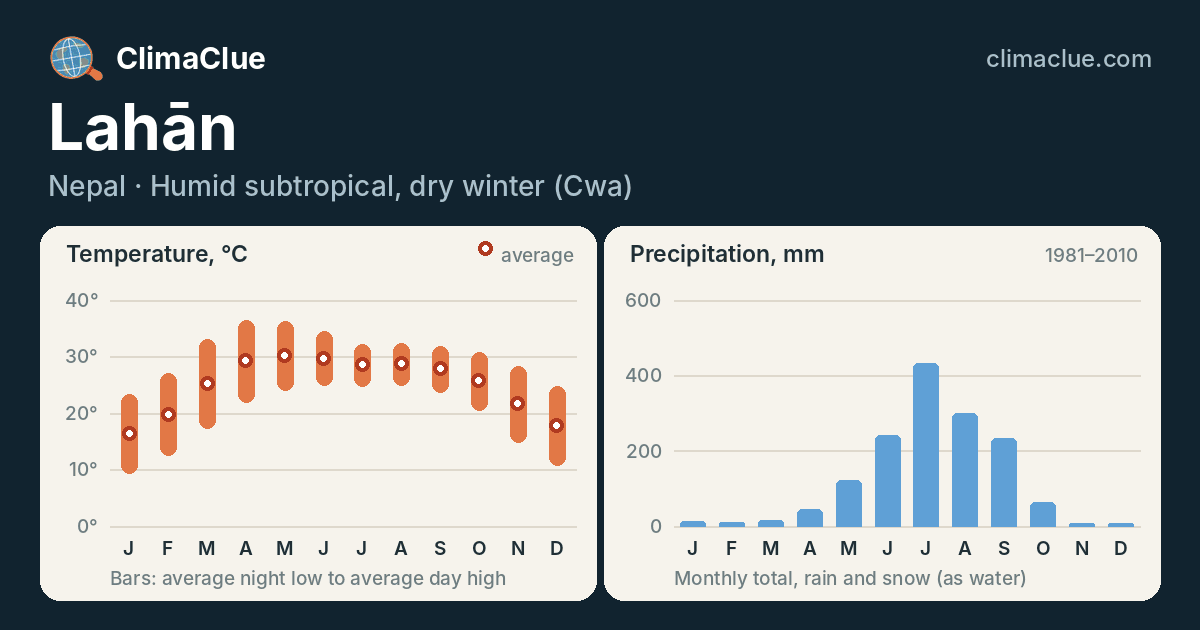 ClimaClue
climaclue.com
Lahān
Nepal · Humid subtropical, dry winter (Cwa)
Temperature, °C
average
40°
30°
20°
10°
0°
J F M A M J J A S O N D
Bars: average night low to average day high
Precipitation, mm
1981–2010
600
400
200
0
J F M A M J J A S O N D
Monthly total, rain and snow (as water)